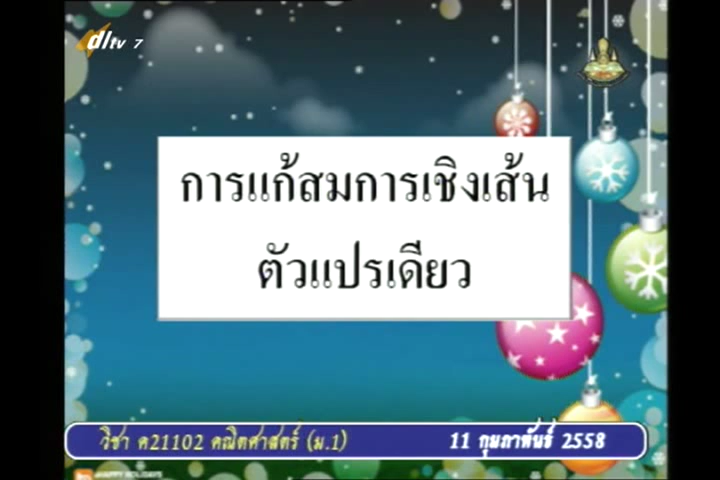 dltv 7
การแก้สมการเชิงเส้น
ตัวแปรเดียว
วิชา ค21102 คณิตศาสตร์ (ม.1) 11 กุมภาพันธ์ 2558
HAPPY HOLIDAYS